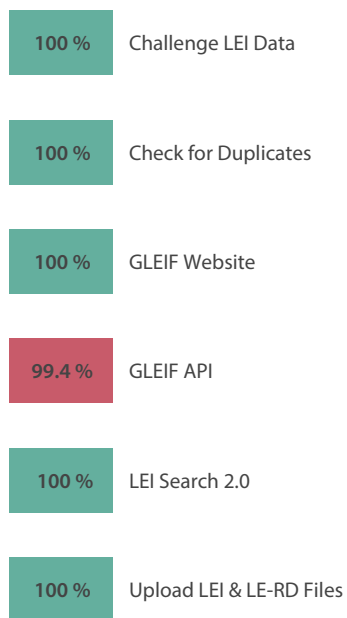 100 % Challenge LEI Data
100 % Check for Duplicates
100 % GLEIF Website
99.4 % GLEIF API
100 % LEI Search 2.0
100 % Upload LEI & LE-RD Files